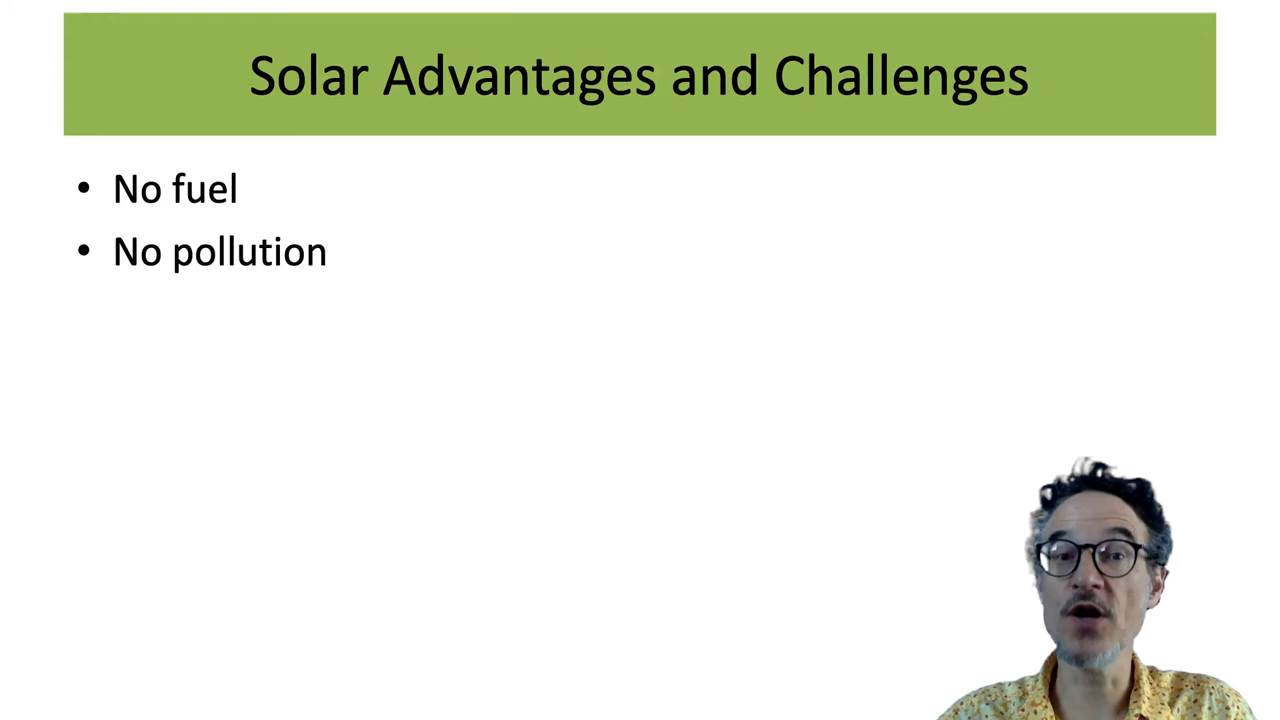 Solar Advantages and Challenges
• No fuel
• No pollution